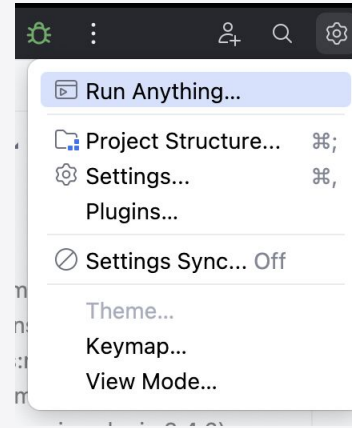 Run Anything...
Project Structure... ⌘;
Settings... ⌘,
Plugins...
Settings Sync... Off
Theme...
Keymap...
View Mode...